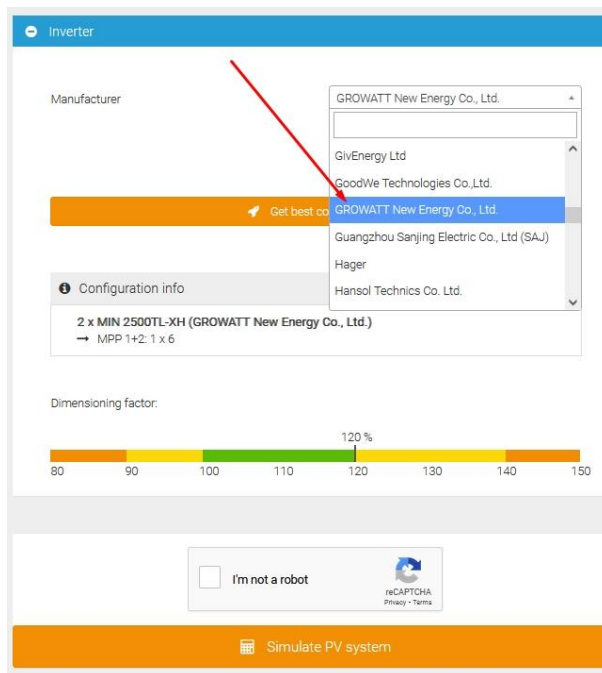 Inverter
Manufacturer
GROWATT New Energy Co., Ltd.
GivEnergy Ltd
GoodWe Technologies Co.,Ltd.
GROWATT New Energy Co., Ltd.
Guangzhou Sanjing Electric Co., Ltd (SAJ)
Hager
Hansol Technics Co. Ltd.
Get best co
Configuration info
2 x MIN 2500TL-XH (GROWATT New Energy Co., Ltd.)
→ MPP 1+2: 1 x 6
Dimensioning factor:
120 %
80 90 100 110 120 130 140 150
I'm not a robot
reCAPTCHA
Privacy - Terms
Simulate PV system